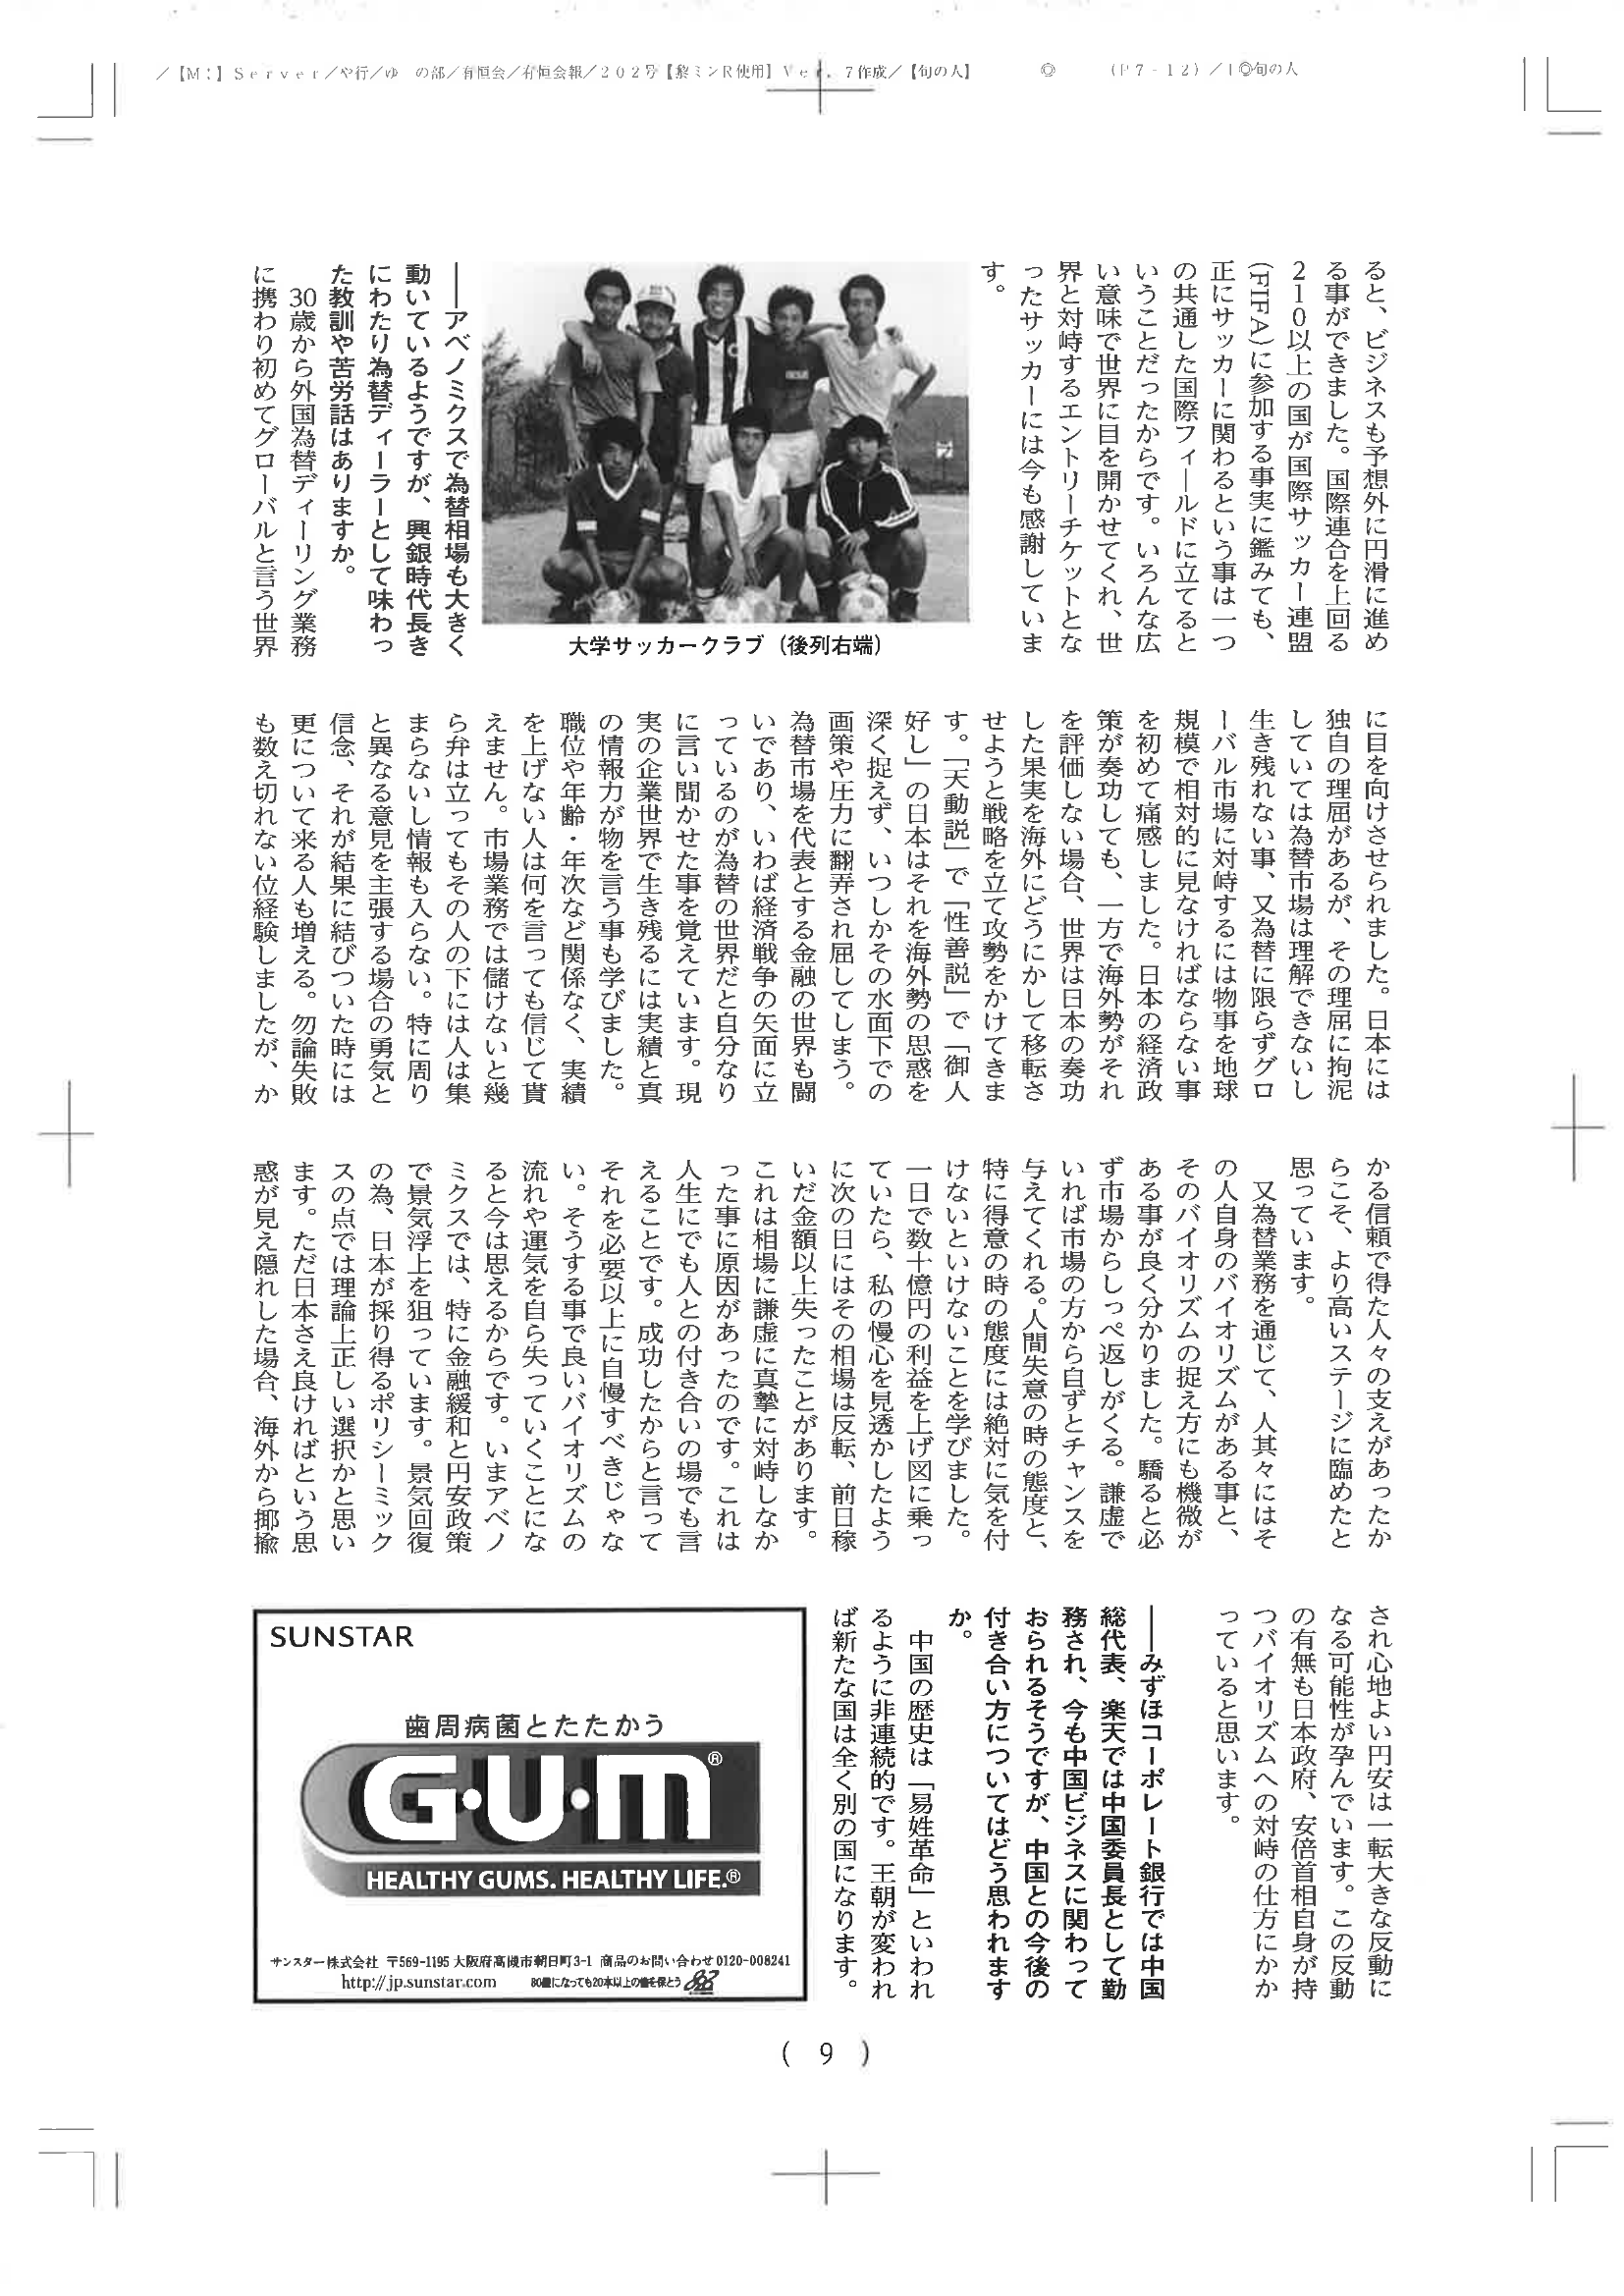 ／【M：】Server／や行／ゆ　の部／有恒会／有恒会報／202号【黎ミンR使用】Ver．7作成／【旬の人】　◎　（P7-12）／1◎旬の人
ると、ビジネスも予想外に円滑に進め
る事ができました。国際連合を上回る
210以上の国が国際サッカー連盟
(FIFA)に参加する事実に鑑みても、
正にサッカーに関わるという事は一つ
の共通した国際フィールドに立てると
いうことだったからです。いろんな広
い意味で世界に目を開かせてくれ、世
界と対峙するエントリーチケットとな
ったサッカーには今も感謝していま
す。
大学サッカークラブ（後列右端）
――アベノミクスで為替相場も大きく
動いているようですが、興銀時代長き
にわたり為替ディーラーとして味わっ
た教訓や苦労話はありますか。
　30歳から外国為替ディーリング業務
に携わり初めてグローバルと言う世界
に目を向けさせられました。日本には
独自の理屈があるが、その理屈に拘泥
していては為替市場は理解できないし
生き残れない事、又為替に限らずグロ
ーバル市場に対峙するには物事を地球
規模で相対的に見なければならない事
を初めて痛感しました。日本の経済政
策が奏功しても、一方で海外勢がそれ
を評価しない場合、世界は日本の奏功
した果実を海外にどうにかして移転さ
せようと戦略を立て攻勢をかけてきま
す。「天動説」で「性善説」で「御人
好し」の日本はそれを海外勢の思惑を
深く捉えず、いつしかその水面下での
画策や圧力に翻弄され屈してしまう。
為替市場を代表とする金融の世界も闘
いであり、いわば経済戦争の矢面に立
っているのが為替の世界だと自分なり
に言い聞かせた事を覚えています。現
実の企業世界で生き残るには実績と真
の情報力が物を言う事も学びました。
職位や年齢・年次など関係なく、実績
を上げない人は何を言っても信じて貰
えません。市場業務では儲けないと幾
ら弁は立ってもその人の下には人は集
まらないし情報も入らない。特に周り
と異なる意見を主張する場合の勇気と
信念、それが結果に結びついた時には
更について来る人も増える。勿論失敗
も数え切れない位経験しましたが、か
かる信頼で得た人々の支えがあったか
らこそ、より高いステージに臨めたと
思っています。
　又為替業務を通じて、人其々にはそ
の人自身のバイオリズムがある事と、
そのバイオリズムの捉え方にも機微が
ある事が良く分かりました。驕ると必
ず市場からしっぺ返しがくる。謙虚で
いれば市場の方から自ずとチャンスを
与えてくれる。人間失意の時の態度と、
特に得意の時の態度には絶対に気を付
けないといけないことを学びました。
一日で数十億円の利益を上げ図に乗っ
ていたら、私の慢心を見透かしたよう
に次の日にはその相場は反転、前日稼
いだ金額以上失ったことがあります。
これは相場に謙虚に真摯に対峙しなか
った事に原因があったのです。これは
人生にでも人との付き合いの場でも言
えることです。成功したからと言って
それを必要以上に自慢すべきじゃな
い。そうする事で良いバイオリズムの
流れや運気を自ら失っていくことにな
ると今は思えるからです。いまアベノ
ミクスでは、特に金融緩和と円安政策
で景気浮上を狙っています。景気回復
の為、日本が採り得るポリシーミック
スの点では理論上正しい選択かと思い
ます。ただ日本さえ良ければという思
惑が見え隠れした場合、海外から揶揄
され心地よい円安は一転大きな反動に
なる可能性が孕んでいます。この反動
の有無も日本政府、安倍首相自身が持
つバイオリズムへの対峙の仕方にかか
っていると思います。
――みずほコーポレート銀行では中国
総代表、楽天では中国委員長として勤
務され、今も中国ビジネスに関わって
おられるそうですが、中国との今後の
付き合い方についてはどう思われます
か。
　中国の歴史は「易姓革命」といわれ
るように非連続的です。王朝が変われ
ば新たな国は全く別の国になります。
SUNSTAR
歯周病菌とたたかう
G・U・M®
HEALTHY GUMS. HEALTHY LIFE.®
サンスター株式会社 〒569-1195 大阪府高槻市朝日町3-1 商品のお問い合わせ0120-008241
http://jp.sunstar.com 80歳になっても20本以上の歯を保とう
( 9 )